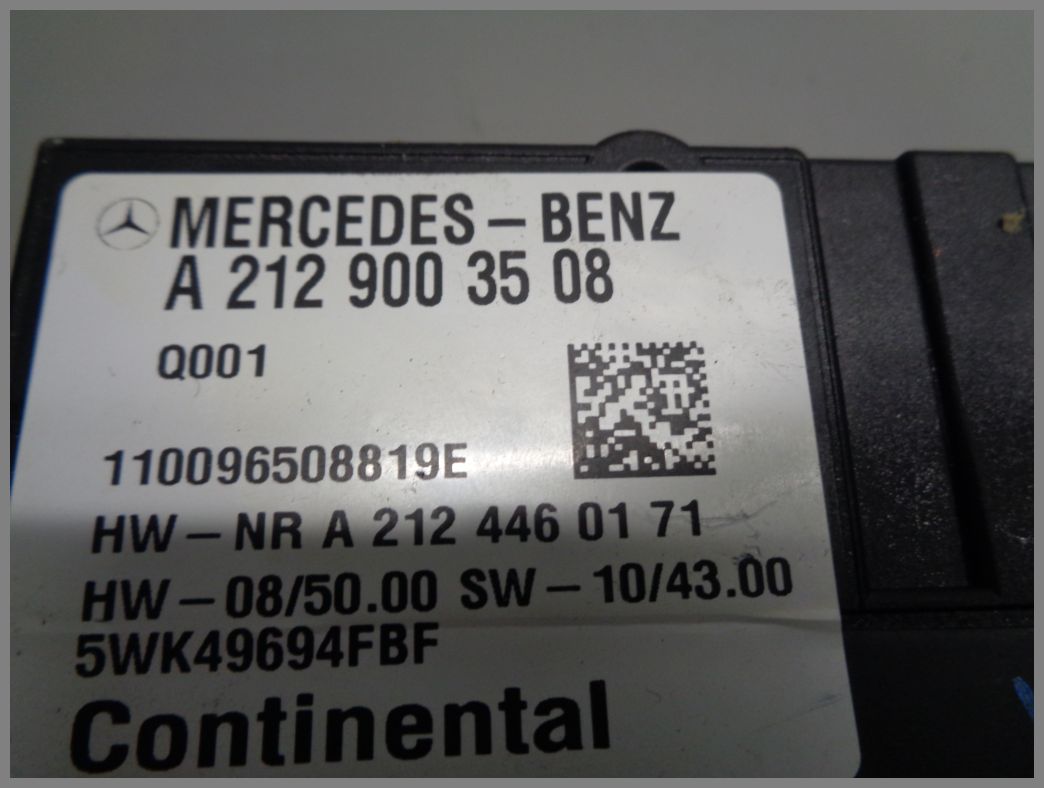 MERCEDES-BENZ
A 212 900 35 08
Q001
110096508819E
HW-NR A 212 446 01 71
HW-08/50.00 SW-10/43.00
5WK49694FBF
Continental